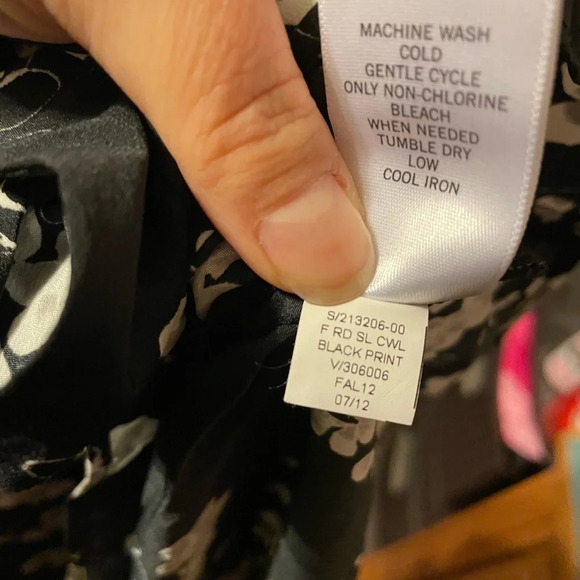 MACHINE WASH
COLD
GENTLE CYCLE
ONLY NON-CHLORINE
BLEACH
WHEN NEEDED
TUMBLE DRY
LOW
COOL IRON
S/213206-00
F RD SL CWL
BLACK PRINT
V/306006
FAL12
07/12